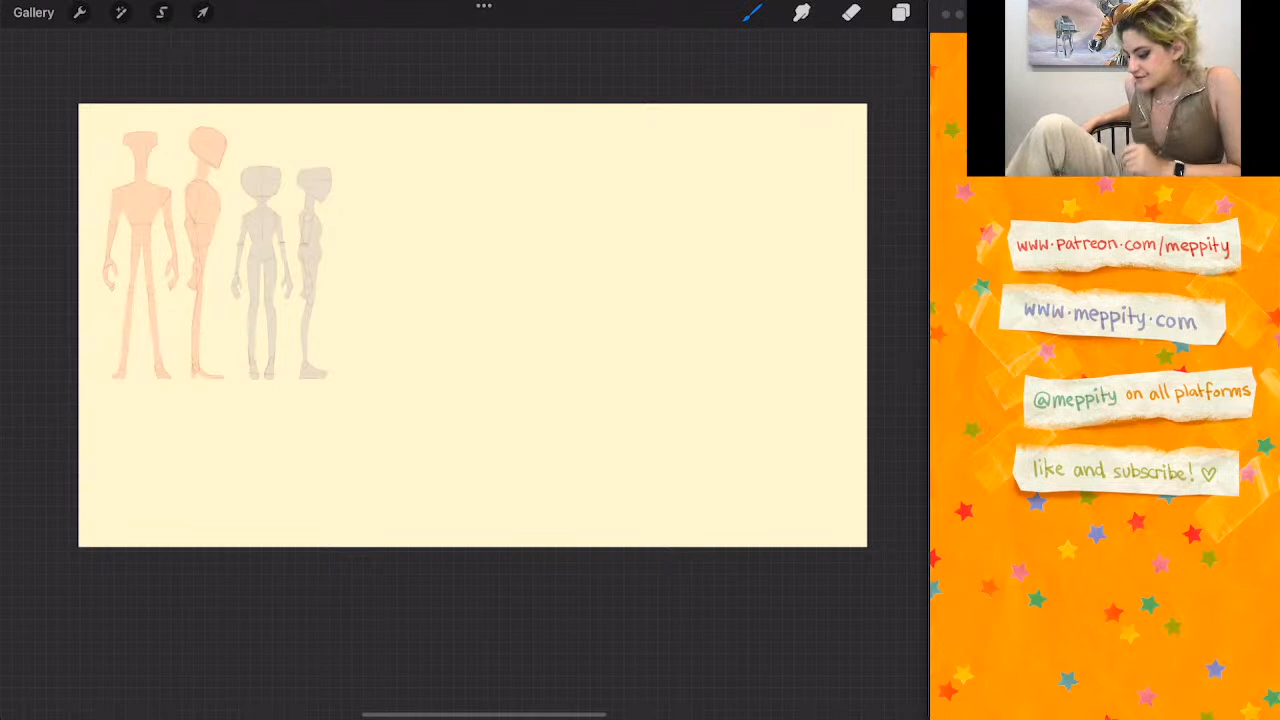 Gallery
www.patreon.com/meppity
www.meppity.com
@meppity on all platforms
like and subscribe! ♡